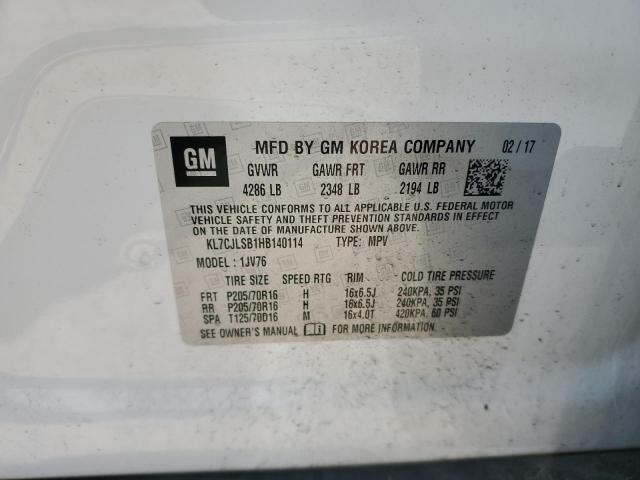 GM MFD BY GM KOREA COMPANY 02/17
GVWR GAWR FRT GAWR RR
4286 LB 2348 LB 2194 LB
THIS VEHICLE CONFORMS TO ALL APPLICABLE U.S. FEDERAL MOTOR
VEHICLE SAFETY AND THEFT PREVENTION STANDARDS IN EFFECT
ON THE DATE OF MANUFACTURE SHOWN ABOVE.
KL7CJLSB1HB140114 TYPE: MPV
MODEL : 1JV76
TIRE SIZE SPEED RTG RIM COLD TIRE PRESSURE
FRT P205/70R16 H 16x6.5J 240KPA, 35 PSI
RR P205/70R16 H 16x6.5J 240KPA, 35 PSI
SPA T125/70D16 M 16x4.0T 420KPA, 60 PSI
SEE OWNER'S MANUAL FOR MORE INFORMATION.